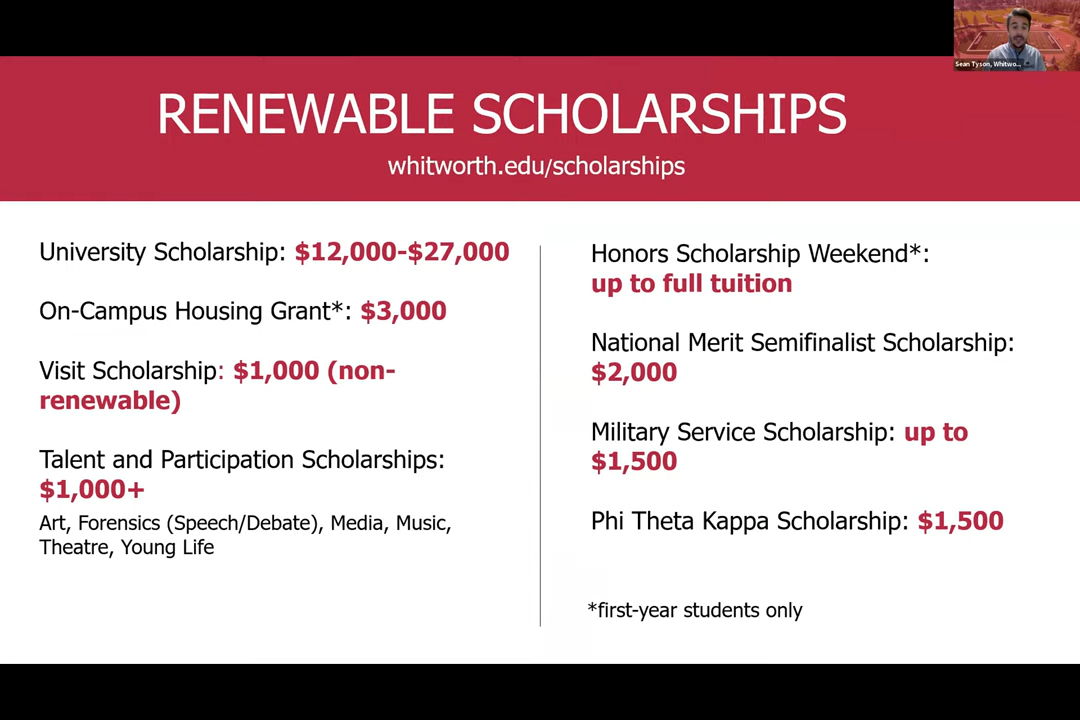 Sean Tyson, Whitwo...
RENEWABLE SCHOLARSHIPS
whitworth.edu/scholarships
University Scholarship: $12,000-$27,000
On-Campus Housing Grant*: $3,000
Visit Scholarship: $1,000 (non-
renewable)
Talent and Participation Scholarships:
$1,000+
Art, Forensics (Speech/Debate), Media, Music,
Theatre, Young Life
Honors Scholarship Weekend*:
up to full tuition
National Merit Semifinalist Scholarship:
$2,000
Military Service Scholarship: up to
$1,500
Phi Theta Kappa Scholarship: $1,500
*first-year students only